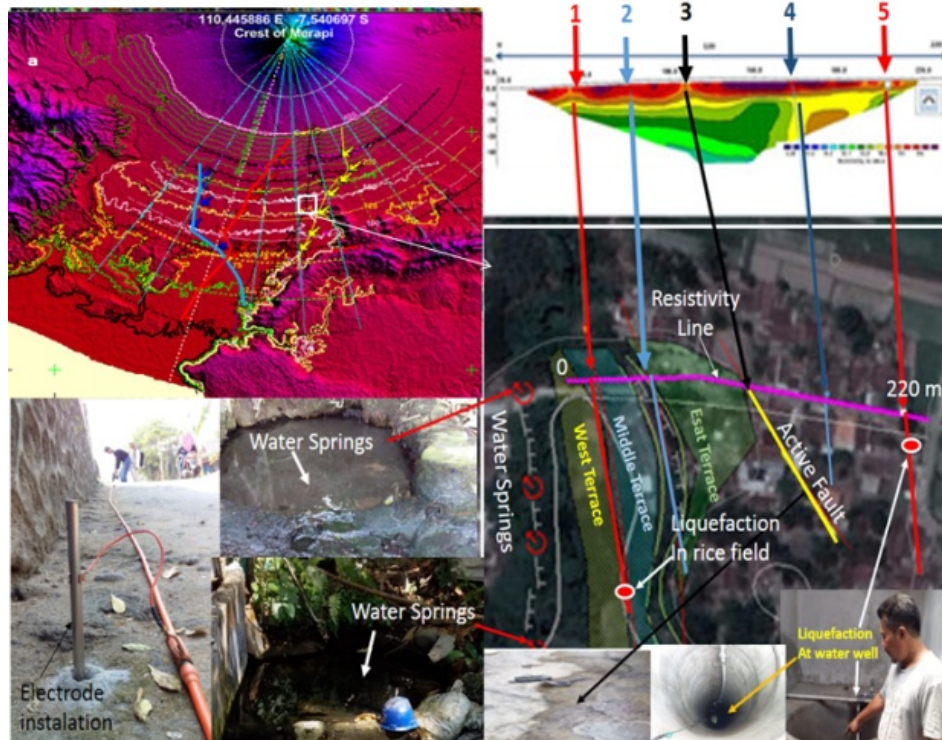 110.445886 E -7.540697 S
Crest of Merapi
a
1
2
3
4
5
0
120
Resistivity
Line
0
220 m
Water Springs
West Terrace
Middle Terrace
Esat Terrace
Active Fault
Liquefaction
In rice field
Water Springs
Water Springs
Electrode
instalation
Liquefaction
At water well